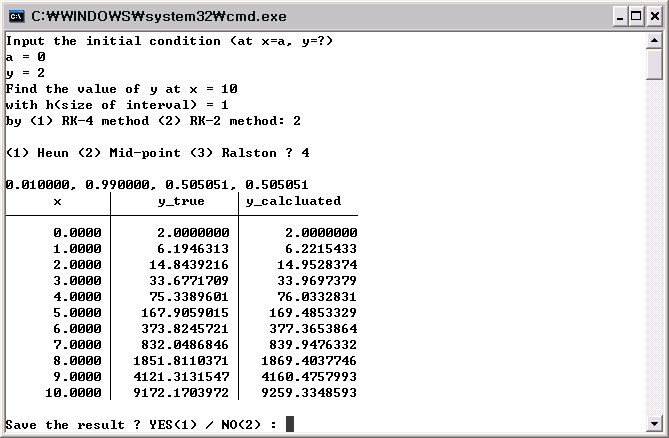 C:\WINDOWS\system32\cmd.exe
Input the initial condition (at x=a, y=?)
a = 0
y = 2
Find the value of y at x = 10
with h(size of interval) = 1
by (1) RK-4 method (2) RK-2 method: 2
(1) Heun (2) Mid-point (3) Ralston ? 4
0.010000, 0.990000, 0.505051, 0.505051
x y_true y_calcluated
0.0000 2.0000000 2.0000000
1.0000 6.1946313 6.2215433
2.0000 14.8439216 14.9528374
3.0000 33.6771709 33.9697379
4.0000 75.3389601 76.0332831
5.0000 167.9059015 169.4853329
6.0000 373.8245721 377.3653864
7.0000 832.0486846 839.9476332
8.0000 1851.8110371 1869.4037746
9.0000 4121.3131547 4160.4757993
10.0000 9172.1703972 9259.3348593
Save the result ? YES(1) / NO(2) :